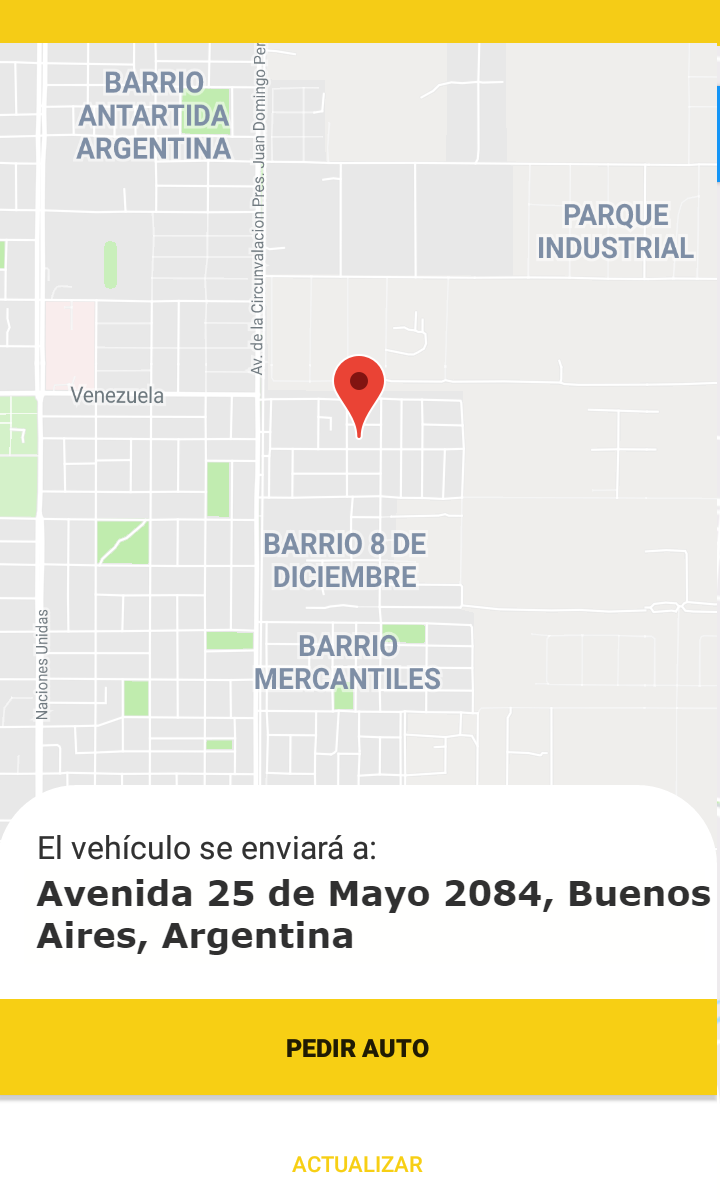 BARRIO
ANTARTIDA
ARGENTINA
Av. de la Circunvalacion Pres. Juan Domingo Per
PARQUE
INDUSTRIAL
Venezuela
BARRIO 8 DE
DICIEMBRE
Naciones Unidas
BARRIO
MERCANTILES
El vehículo se enviará a:
Avenida 25 de Mayo 2084, Buenos
Aires, Argentina
PEDIR AUTO
ACTUALIZAR